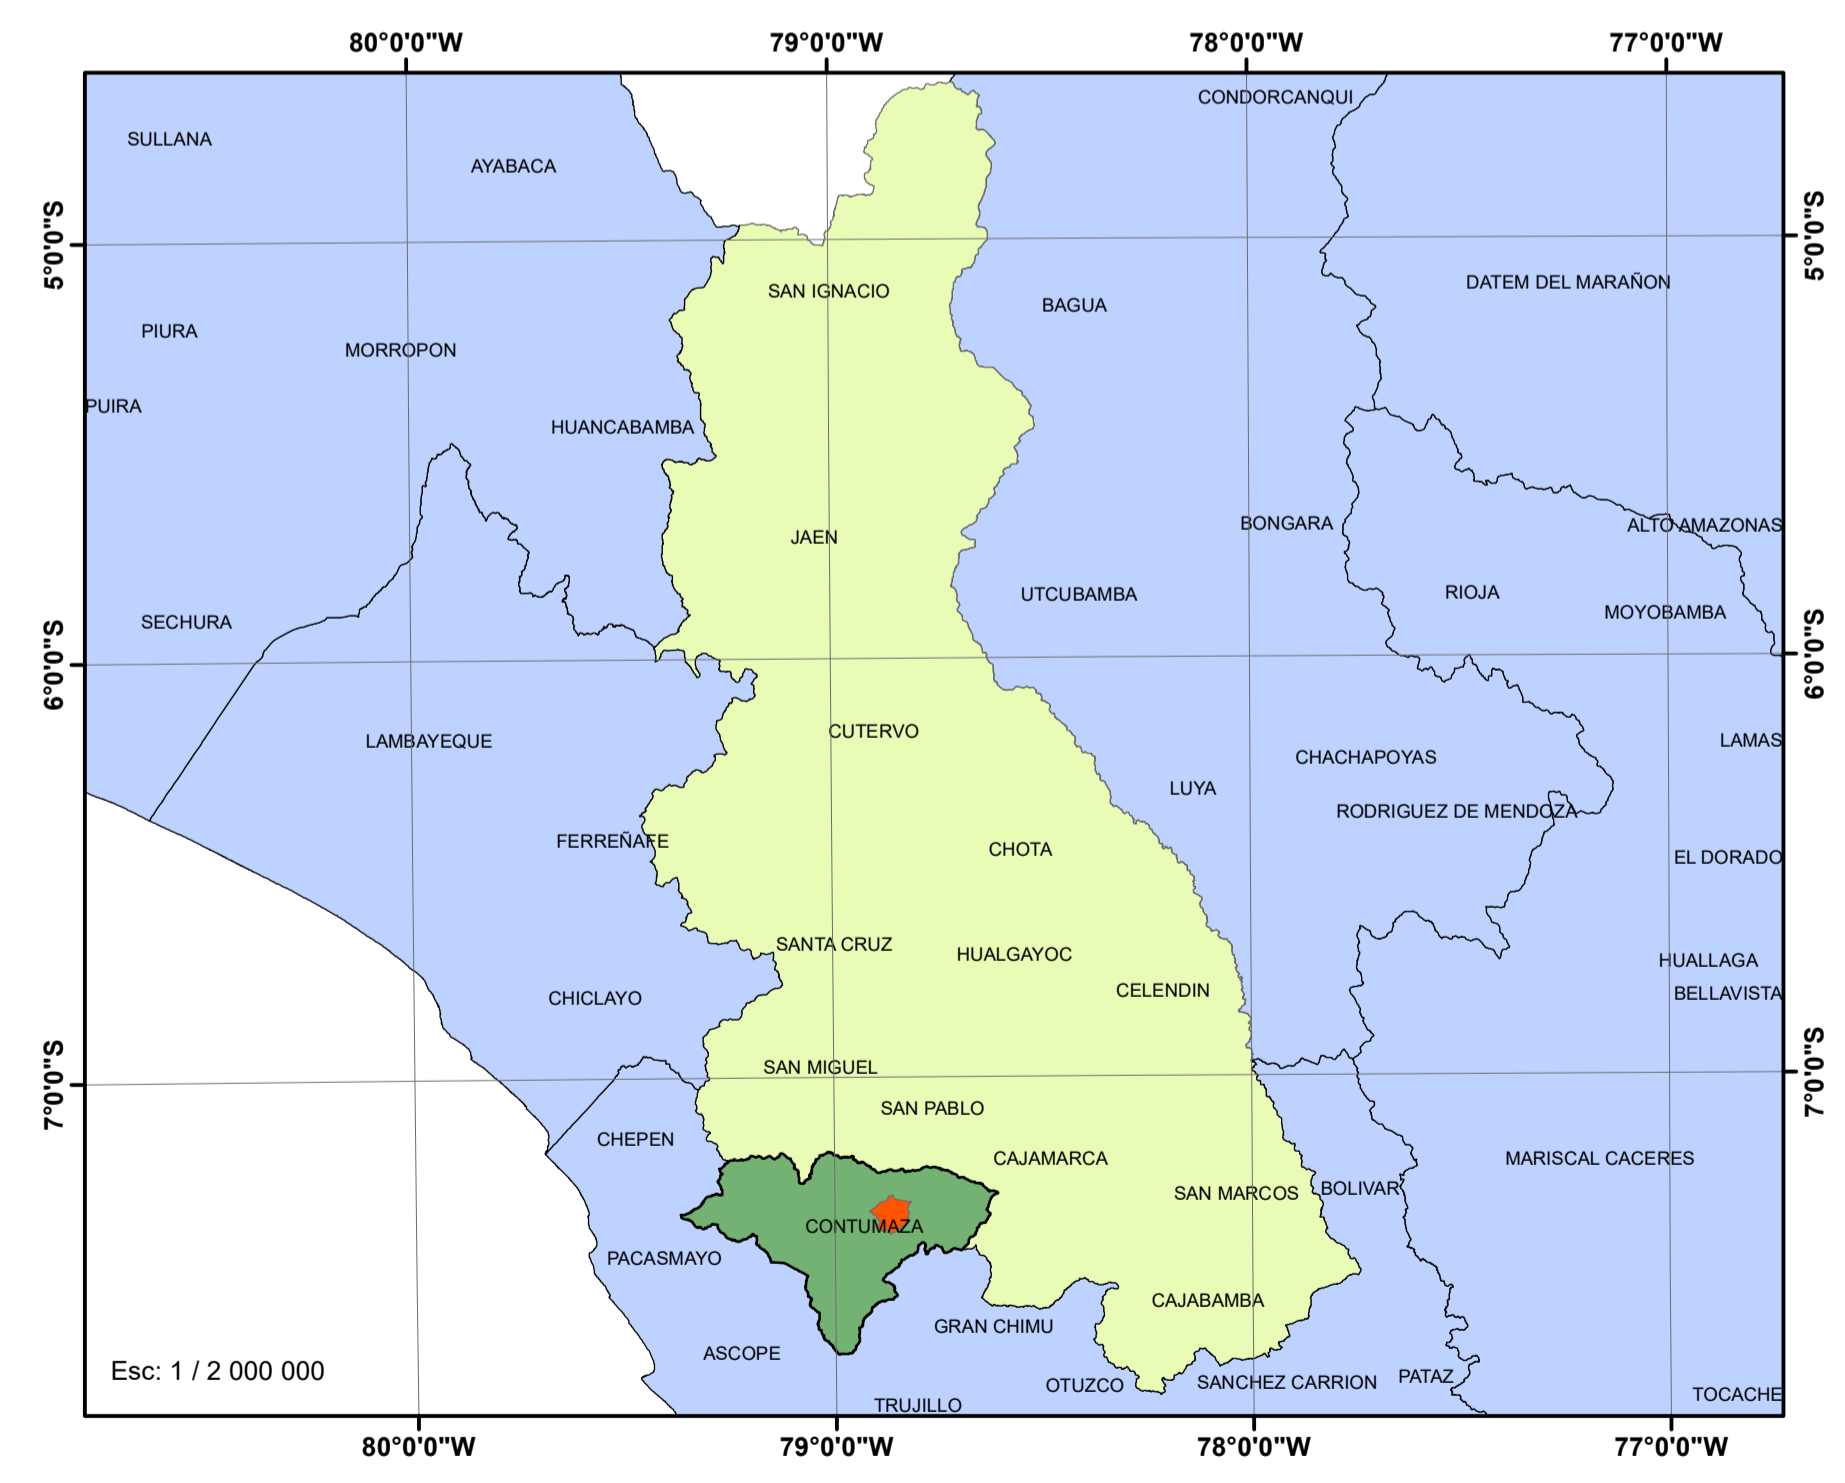 80°0'0"W
79°0'0"W
78°0'0"W
77°0'0"W
CONDORCANQUI
SULLANA
AYABACA
5°0'0"S
5°0'0"S
SAN IGNACIO
DATEM DEL MARAÑON
BAGUA
PIURA
MORROPON
PUIRA
HUANCABAMBA
JAEN
BONGARA
ALTO AMAZONAS
UTCUBAMBA
RIOJA
MOYOBAMBA
SECHURA
6°0'0"S
6°0'0"S
CUTERVO
LAMBAYEQUE
LAMAS
CHACHAPOYAS
LUYA
RODRIGUEZ DE MENDOZA
FERREÑAFE
CHOTA
EL DORADO
SANTA CRUZ
HUALGAYOC
HUALLAGA
CELENDIN
BELLAVISTA
CHICLAYO
SAN MIGUEL
7°0'0"S
7°0'0"S
SAN PABLO
CHEPEN
CAJAMARCA
MARISCAL CACERES
SAN MARCOS
BOLIVAR
CONTUMAZA
PACASMAYO
CAJABAMBA
GRAN CHIMU
ASCOPE
Esc: 1 / 2 000 000
OTUZCO
SANCHEZ CARRION
PATAZ
TOCACHE
TRUJILLO
80°0'0"W
79°0'0"W
78°0'0"W
77°0'0"W